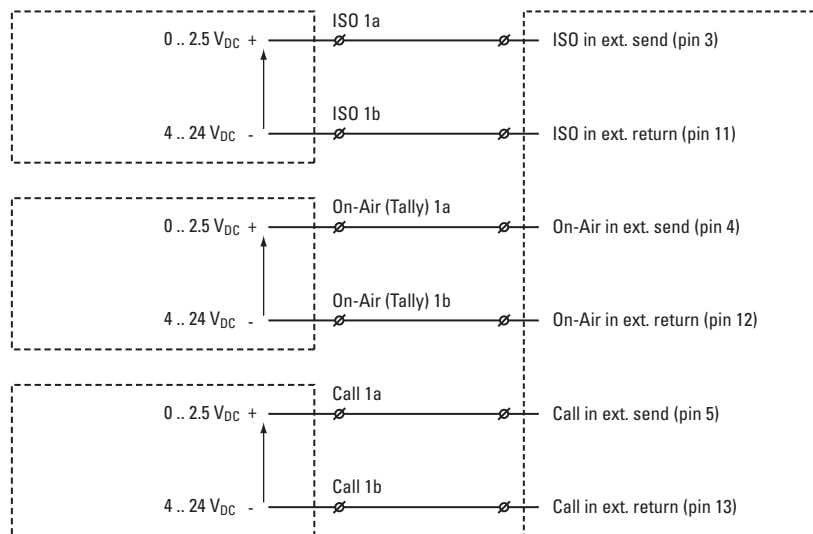 ISO 1a
0 .. 2.5 VDC +
ISO in ext. send (pin 3)
ISO 1b
4 .. 24 VDC -
ISO in ext. return (pin 11)
On-Air (Tally) 1a
0 .. 2.5 VDC +
On-Air in ext. send (pin 4)
On-Air (Tally) 1b
4 .. 24 VDC -
On-Air in ext. return (pin 12)
Call 1a
0 .. 2.5 VDC +
Call in ext. send (pin 5)
Call 1b
4 .. 24 VDC -
Call in ext. return (pin 13)